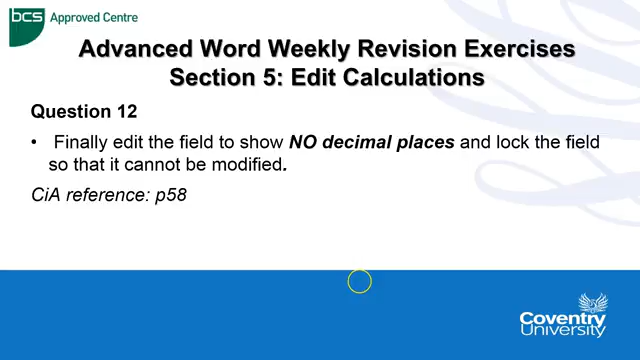 bcs Approved Centre
Advanced Word Weekly Revision Exercises
Section 5: Edit Calculations
Question 12
• Finally edit the field to show NO decimal places and lock the field
so that it cannot be modified.
CiA reference: p58
Coventry
University